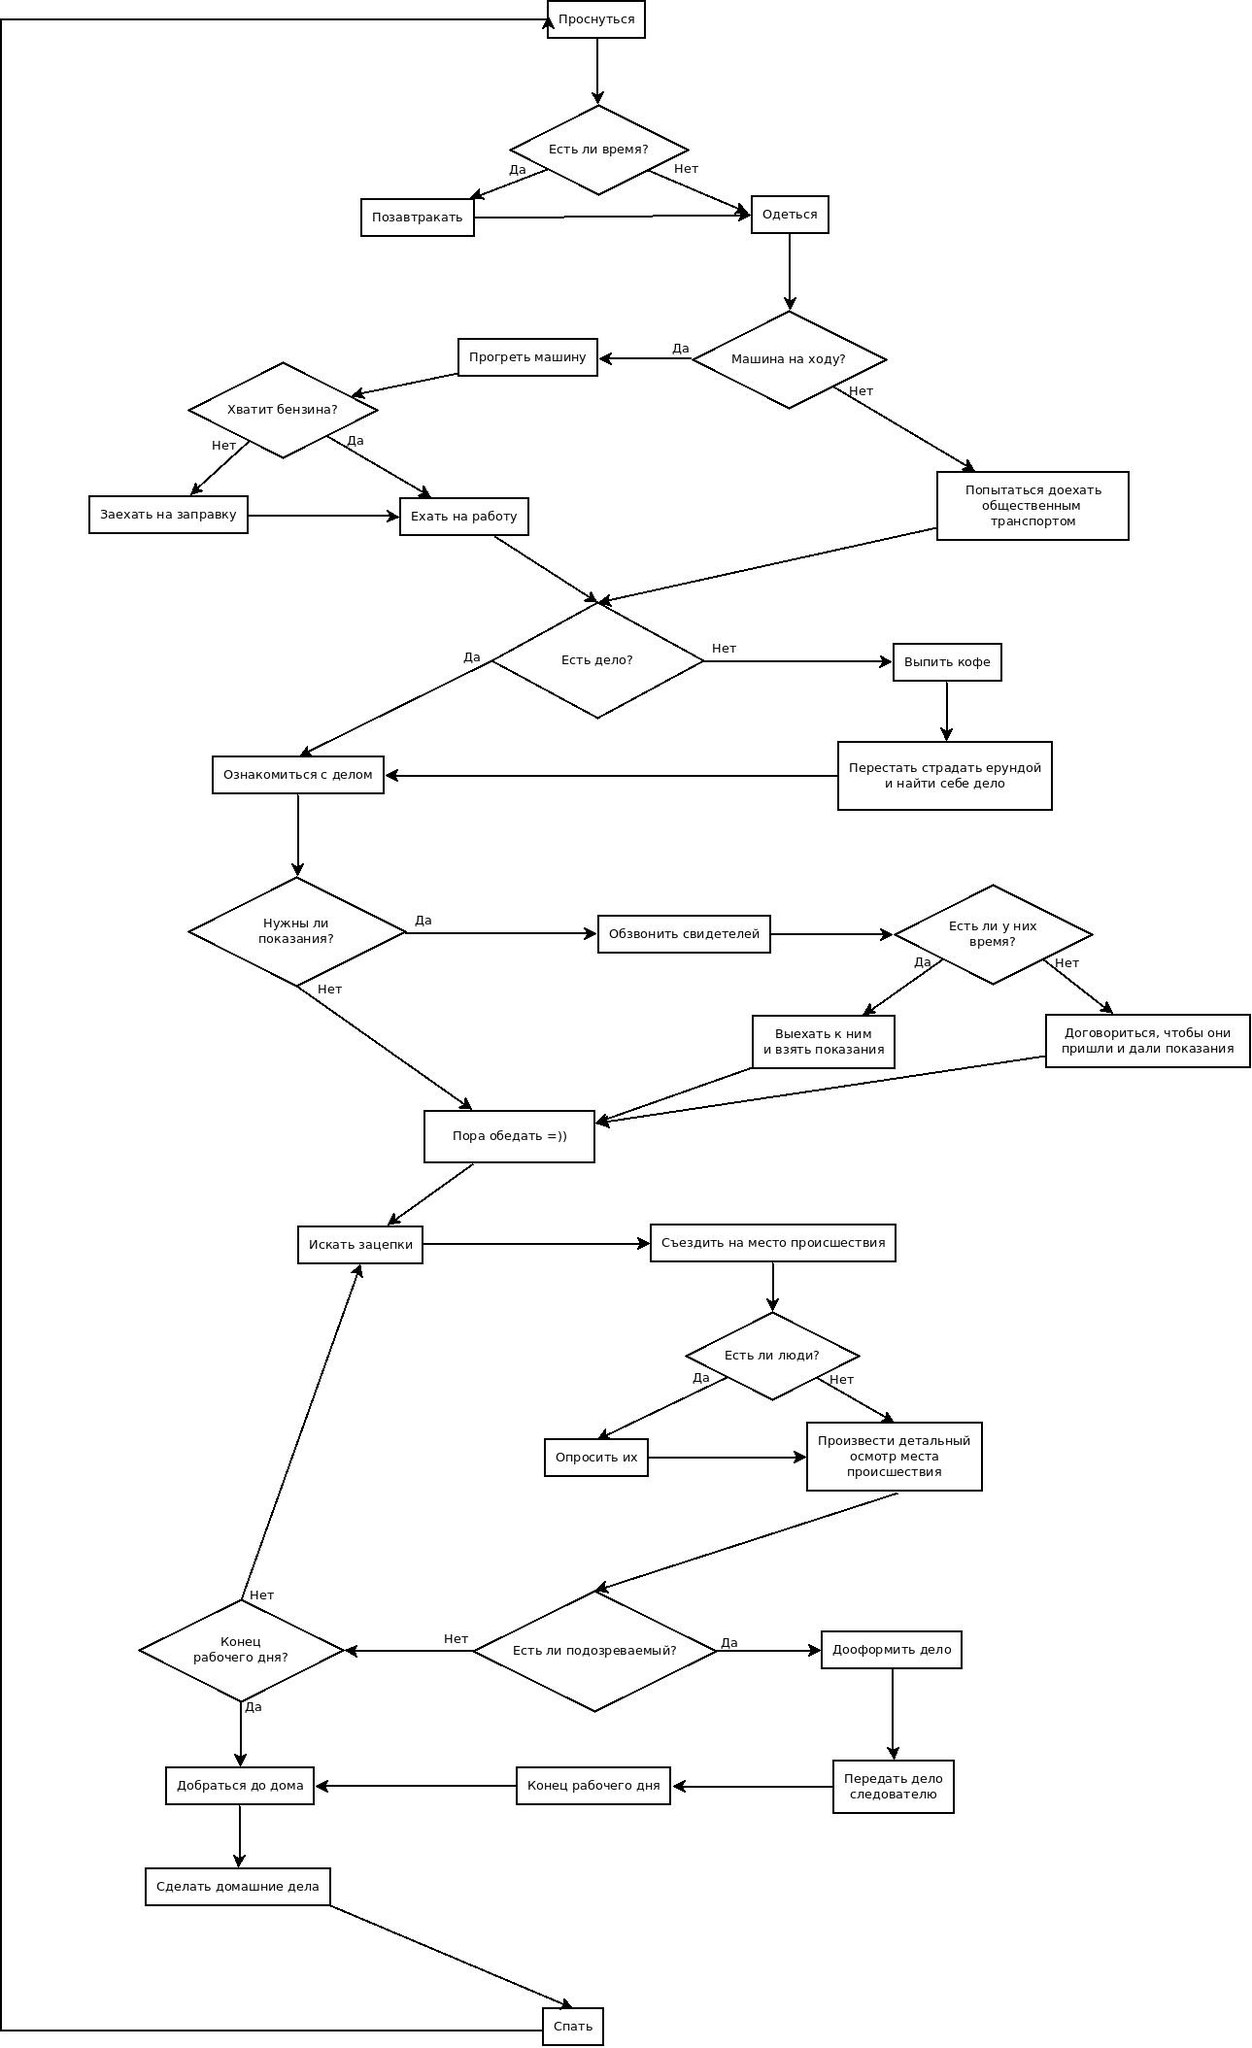 Проснуться
Есть ли время?
Да
Нет
Позавтракать
Одеться
Машина на ходу?
Да
Прогреть машину
Нет
Хватит бензина?
Нет
Да
Заехать на заправку
Ехать на работу
Попытаться доехать
общественным
транспортом
Есть дело?
Да
Нет
Выпить кофе
Ознакомиться с делом
Перестать страдать ерундой
и найти себе дело
Нужны ли
показания?
Да
Обзвонить свидетелей
Есть ли у них
время?
Да
Нет
Нет
Выехать к ним
и взять показания
Договориться, чтобы они
пришли и дали показания
Пора обедать =))
Искать зацепки
Съездить на место происшествия
Есть ли люди?
Да
Нет
Опросить их
Произвести детальный
осмотр места
происшествия
Нет
Конец
рабочего дня?
Нет
Есть ли подозреваемый?
Да
Дооформить дело
Да
Добраться до дома
Конец рабочего дня
Передать дело
следователю
Сделать домашние дела
Спать